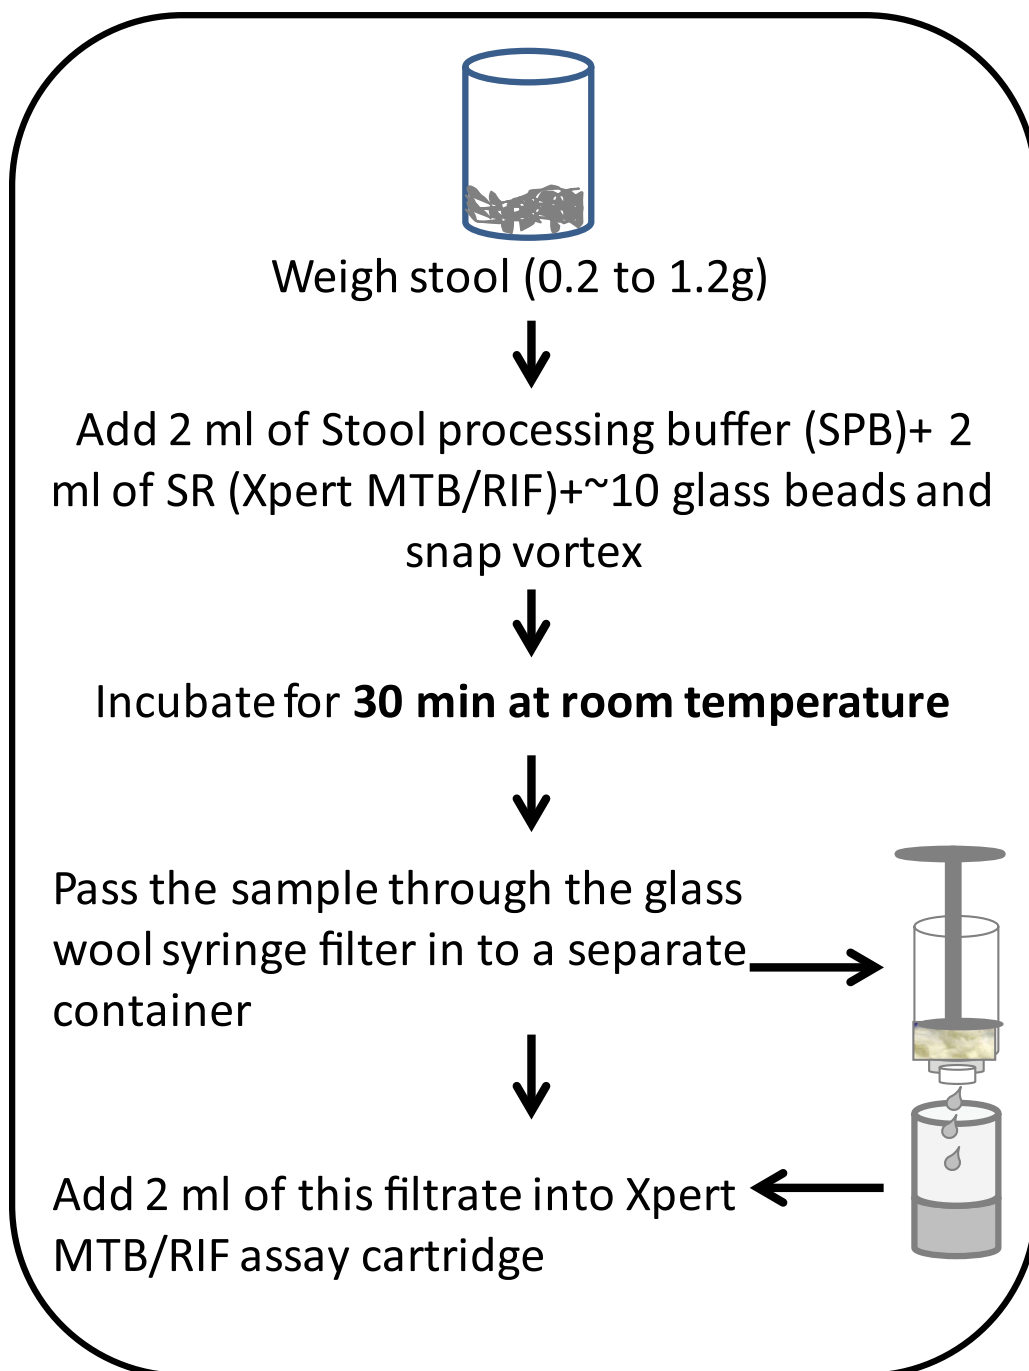 Weigh stool (0.2 to 1.2g)
Add 2 ml of Stool processing buffer (SPB)+ 2
ml of SR (Xpert MTB/RIF)+~10 glass beads and
snap vortex
Incubate for 30 min at room temperature
Pass the sample through the glass
wool syringe filter in to a separate
container
Add 2 ml of this filtrate into Xpert
MTB/RIF assay cartridge